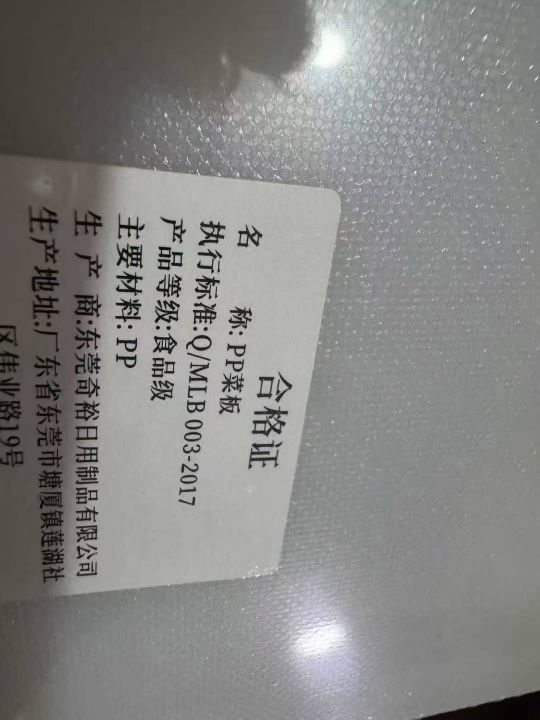 合格证
名　　称:PP菜板
执行标准:Q/MLB 003-2017
产品等级:食品级
主要材料:PP
生 产 商:东莞奇裕日用制品有限公司
生产地址:广东省东莞市塘厦镇莲湖社
区伟业路19号